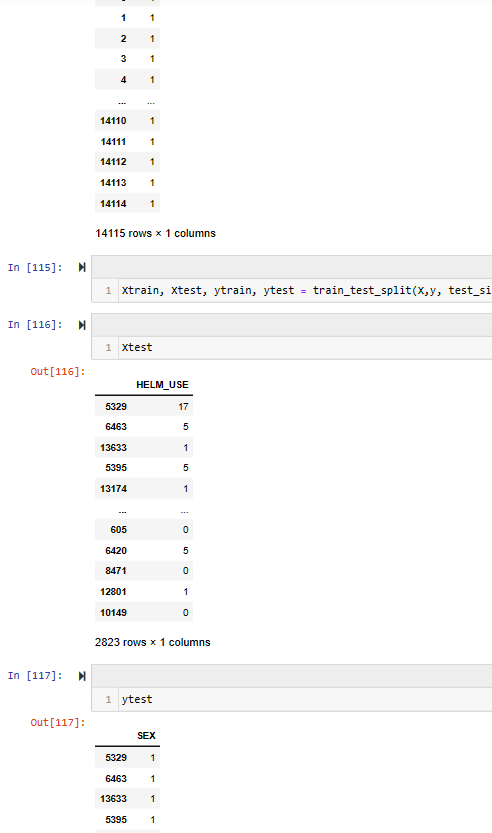 1 1
2 1
3 1
4 1
... ...
14110 1
14111 1
14112 1
14113 1
14114 1
14115 rows × 1 columns
In [115]:
1 Xtrain, Xtest, ytrain, ytest = train_test_split(X,y, test_si
In [116]:
1 Xtest
Out[116]:
HELM_USE
5329 17
6463 5
13633 1
5395 5
13174 1
... ...
605 0
6420 5
8471 0
12801 1
10149 0
2823 rows × 1 columns
In [117]:
1 ytest
Out[117]:
SEX
5329 1
6463 1
13633 1
5395 1